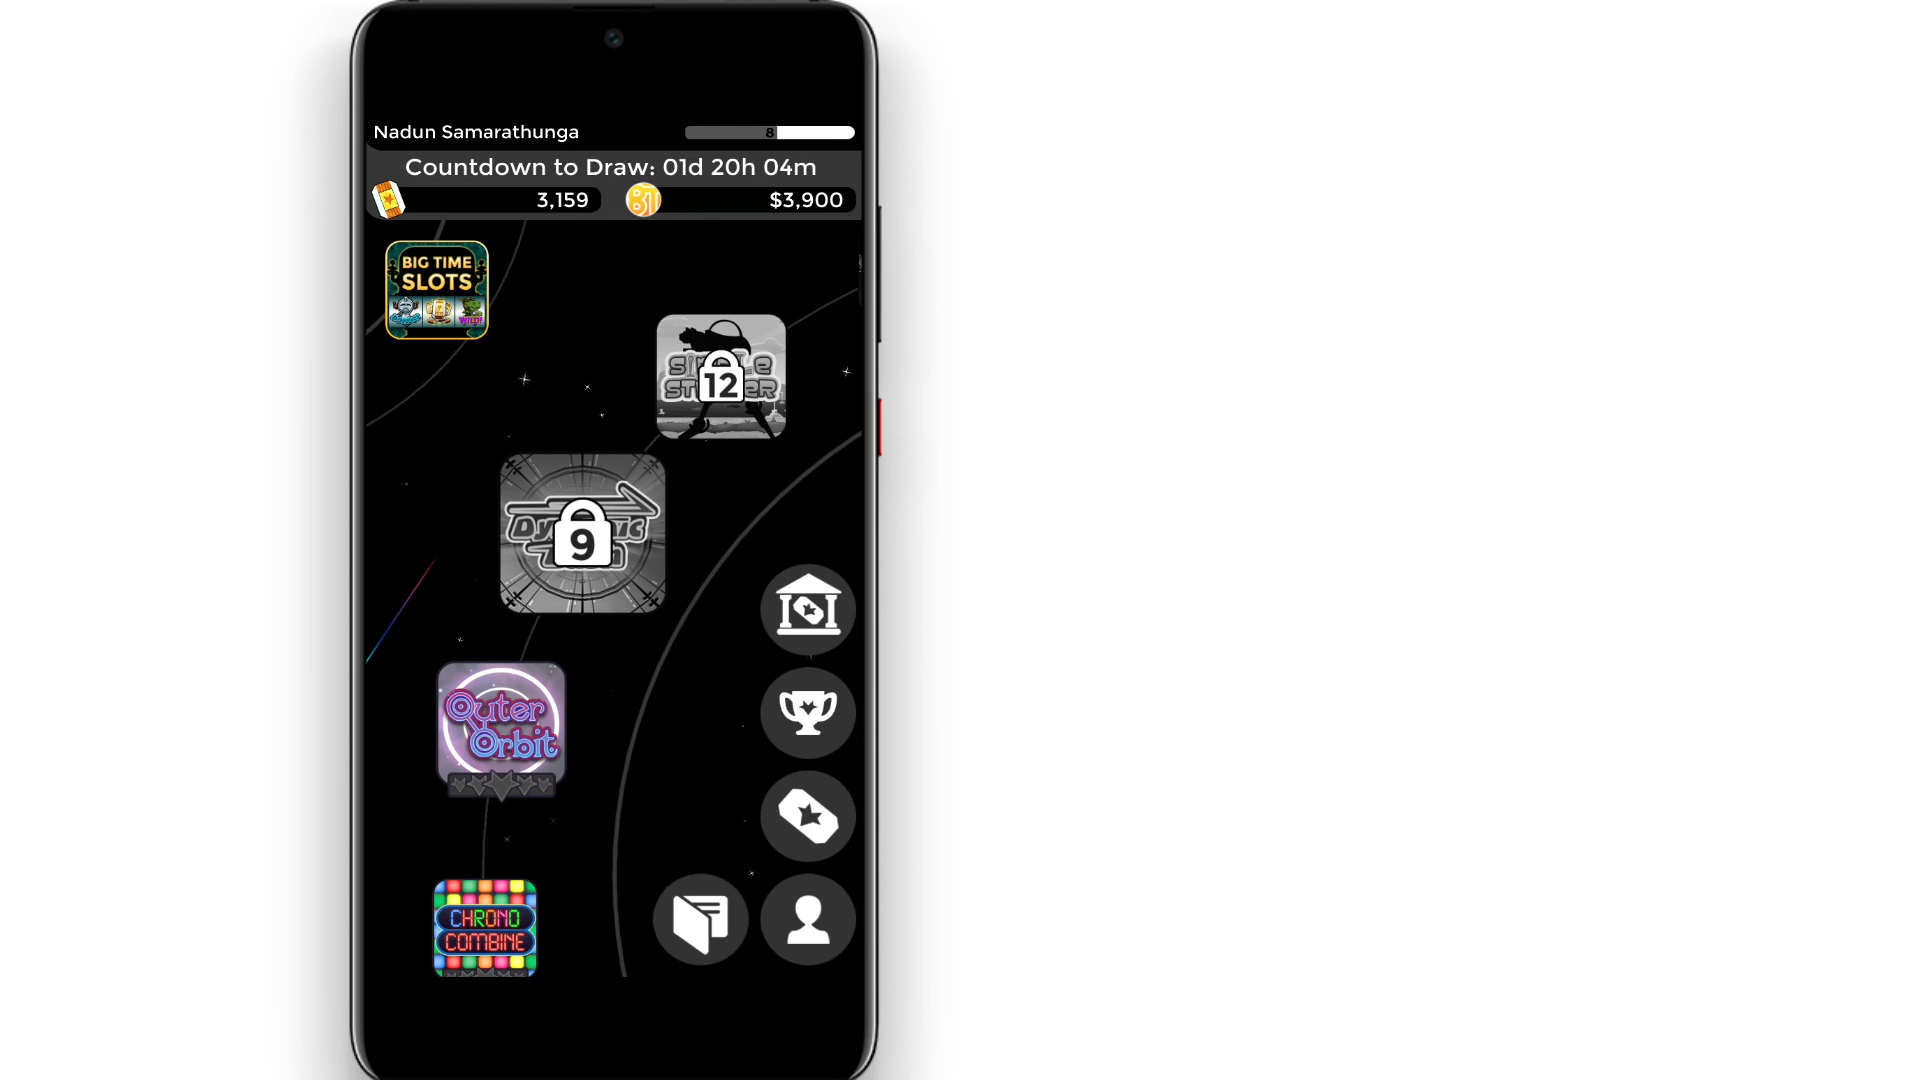 Nadun Samarathunga
8
Countdown to Draw: 01d 20h 04m
3,159
$3,900
BIG TIME
SLOTS
WILD!
12
9
Outer
Orbit
CHRONO
COMBINE